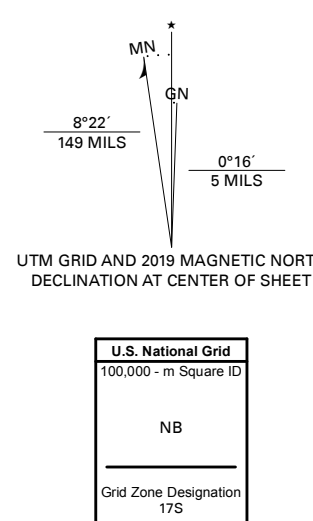 ★
MN
GN
8°22´
149 MILS
0°16´
5 MILS
UTM GRID AND 2019 MAGNETIC NORT
DECLINATION AT CENTER OF SHEET
U.S. National Grid
100,000 - m Square ID
NB
Grid Zone Designation
17S